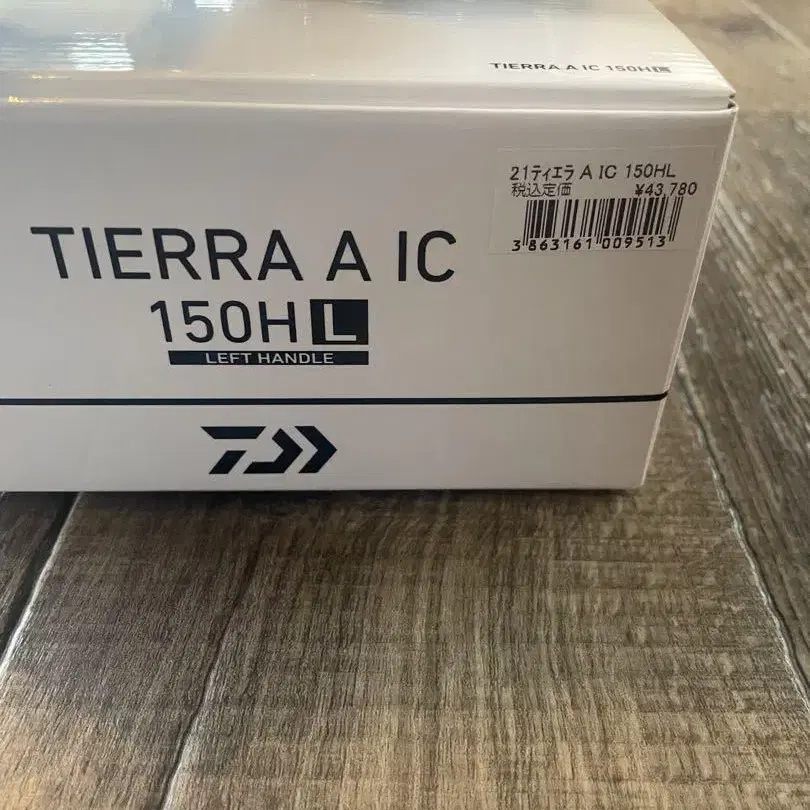 TIERRA A IC 150HL
21ティエラ A IC 150HL
税込定価 ¥43,780
3 863161 009513
TIERRA A IC
150H L
LEFT HANDLE